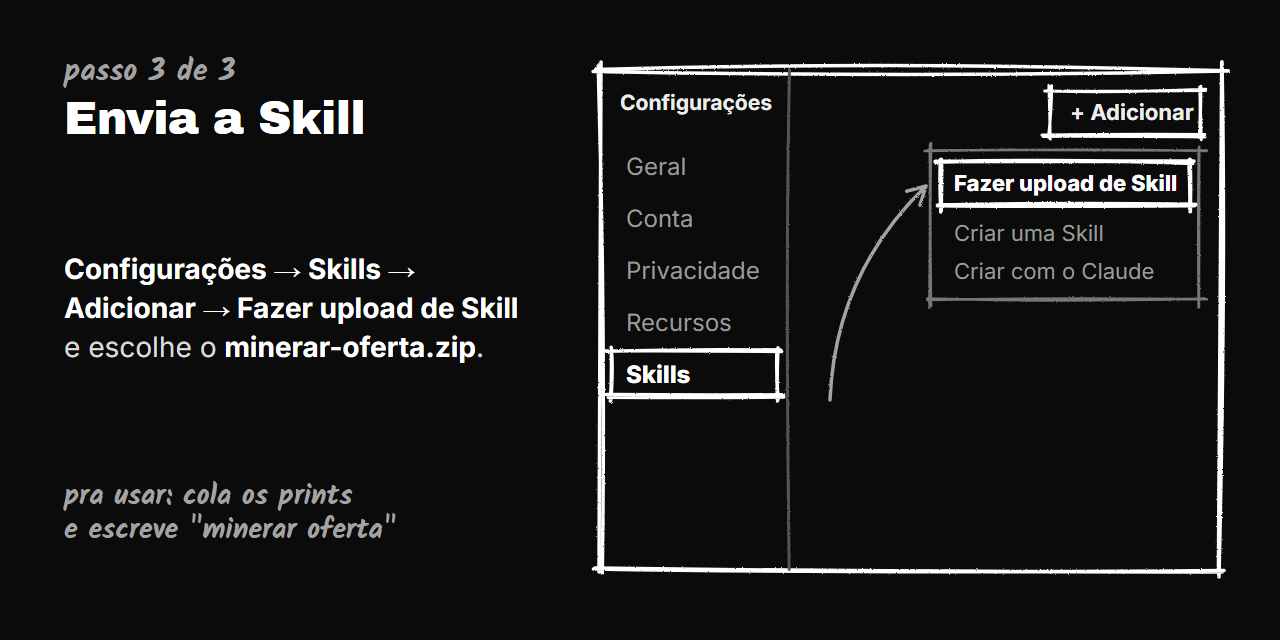 passo 3 de 3
Envia a Skill
Configurações → Skills →
Adicionar → Fazer upload de Skill
e escolhe o minerar-oferta.zip.
pra usar: cola os prints
e escreve "minerar oferta"
Configurações
Geral
Conta
Privacidade
Recursos
Skills
+ Adicionar
Fazer upload de Skill
Criar uma Skill
Criar com o Claude